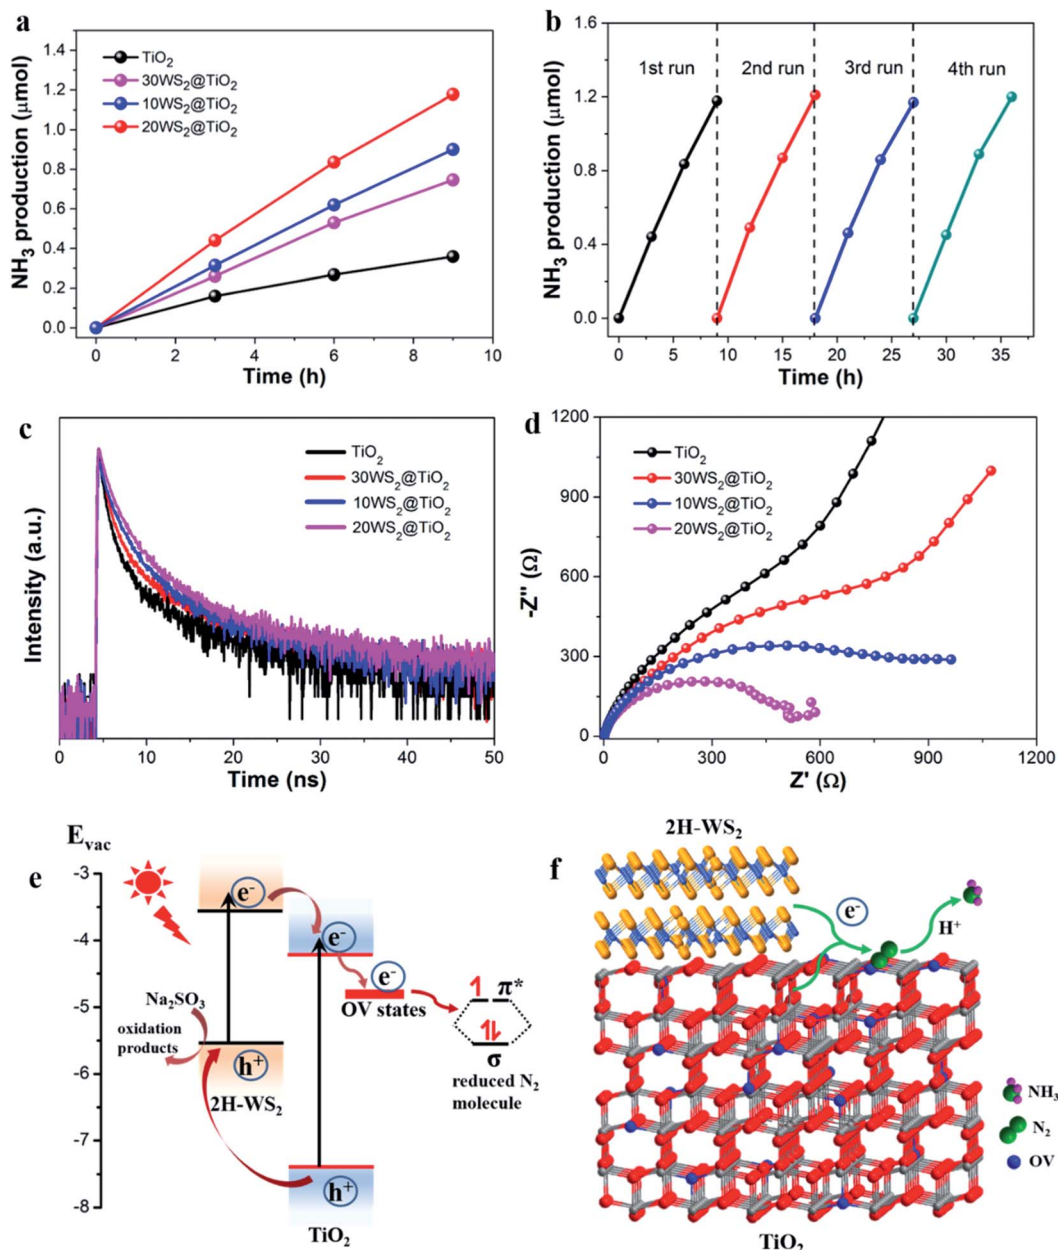 a
NH₃ production (μmol)
1.4
1.2
1.0
0.8
0.6
0.4
0.2
0.0
TiO₂
30WS₂@TiO₂
10WS₂@TiO₂
20WS₂@TiO₂
0 2 4 6 8 10
Time (h)
b
NH₃ production (μmol)
1.6
1.2
0.8
0.4
0.0
1st run 2nd run 3rd run 4th run
0 5 10 15 20 25 30 35
Time (h)
c
Intensity (a.u.)
TiO₂
30WS₂@TiO₂
10WS₂@TiO₂
20WS₂@TiO₂
0 10 20 30 40 50
Time (ns)
d
-Z'' (Ω)
1200
900
600
300
0
TiO₂
30WS₂@TiO₂
10WS₂@TiO₂
20WS₂@TiO₂
0 300 600 900 1200
Z' (Ω)
e
Eᵥₐc
-3
-4
-5
-6
-7
-8
e⁻
e⁻
e⁻
OV states
π*
σ
reduced N₂
molecule
Na₂SO₃
oxidation
products
h⁺
2H-WS₂
h⁺
TiO₂
f
2H-WS₂
e⁻
H⁺
NH₃
N₂
OV
TiO₂